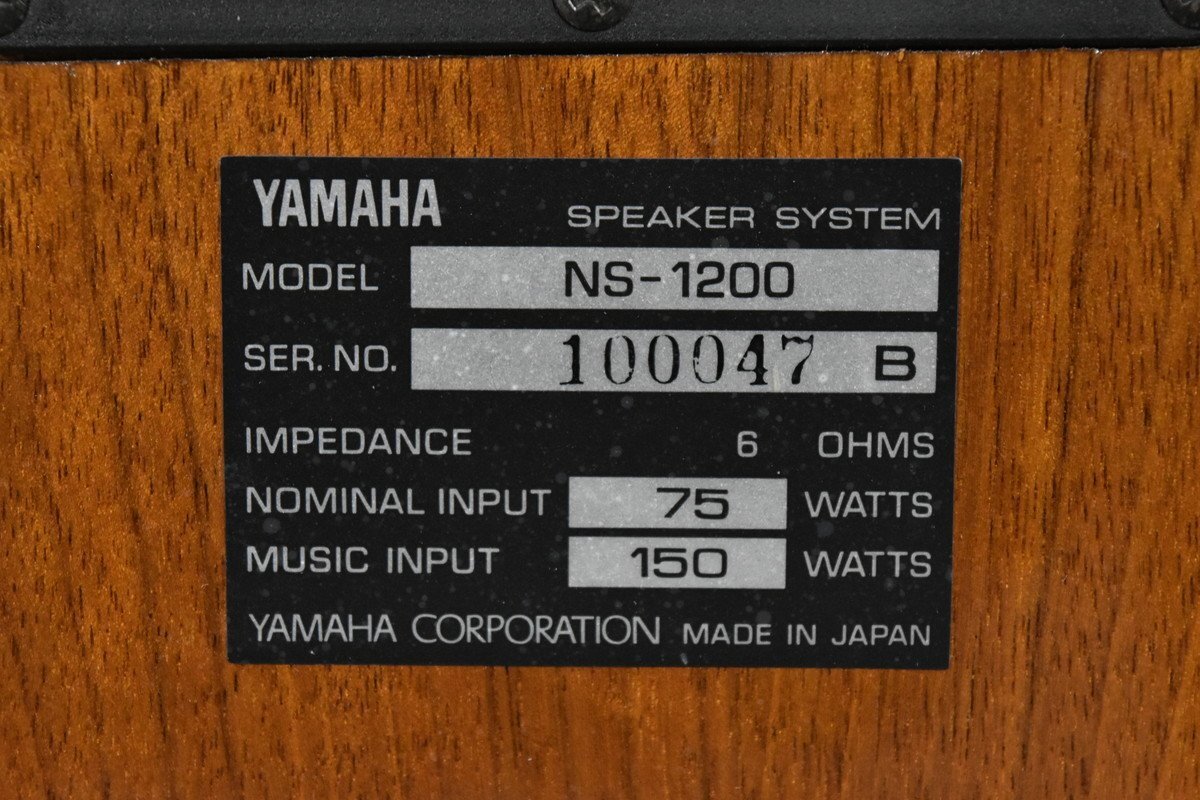 YAMAHA SPEAKER SYSTEM
MODEL NS-1200
SER. NO. 100047 B
IMPEDANCE 6 OHMS
NOMINAL INPUT 75 WATTS
MUSIC INPUT 150 WATTS
YAMAHA CORPORATION MADE IN JAPAN